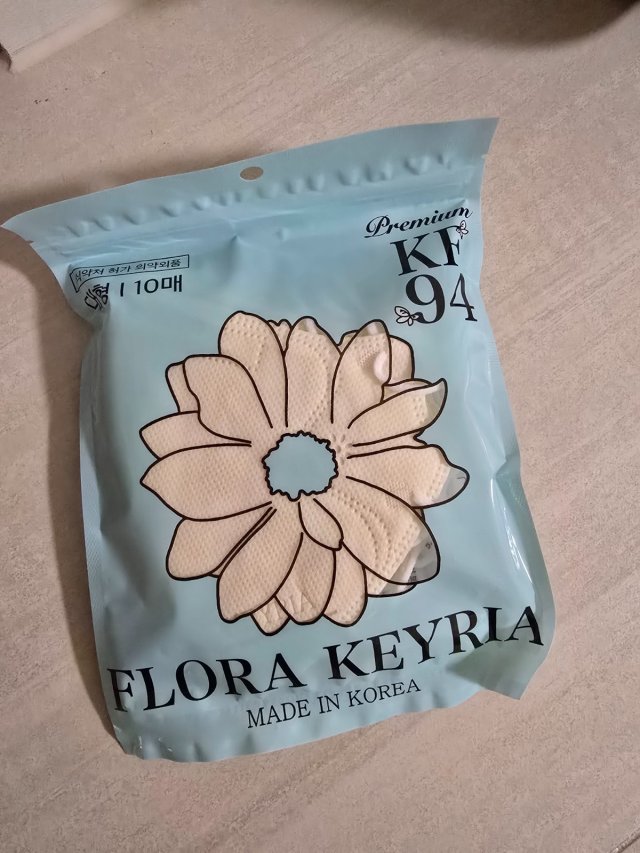 식약처 허가 의약외품
대형 | 10매
Premium
KF
94
FLORA KEYRIA
MADE IN KOREA